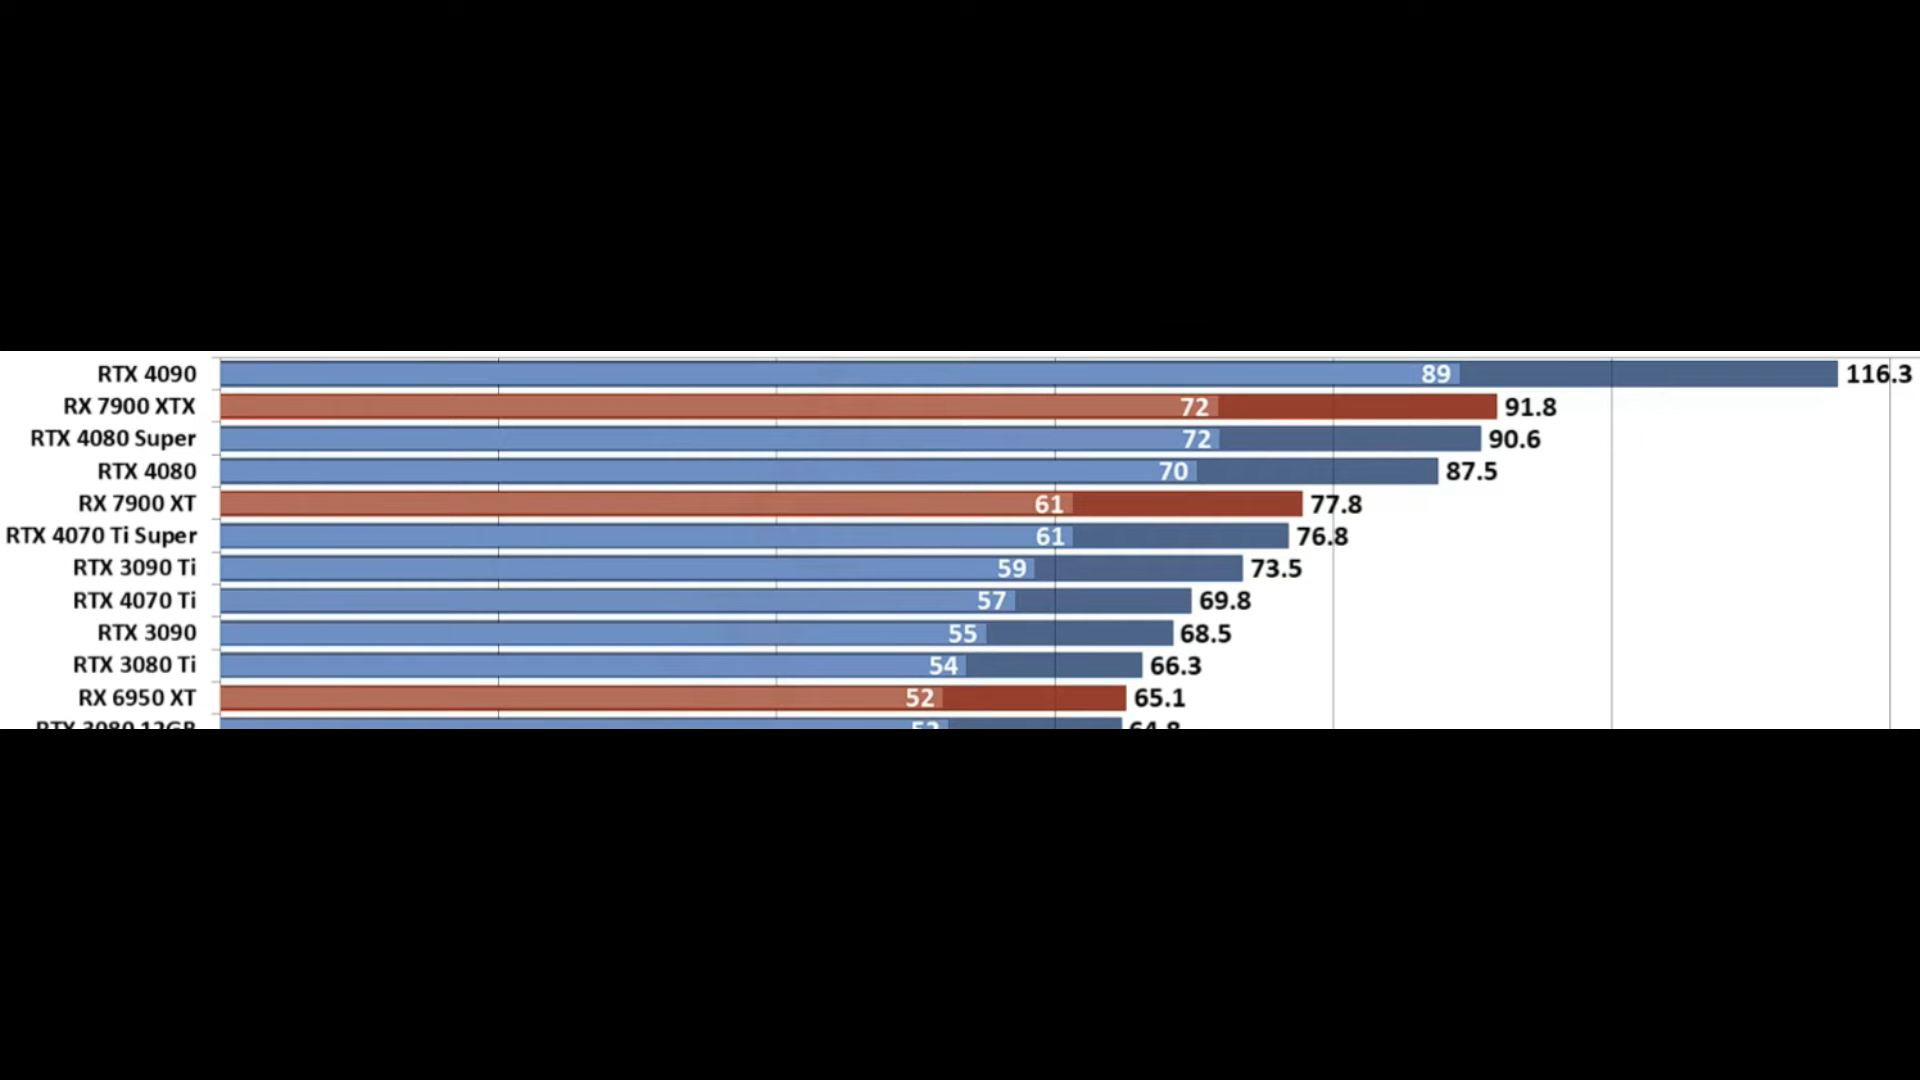 RTX 4090 89 116.3
RX 7900 XTX 72 91.8
RTX 4080 Super 72 90.6
RTX 4080 70 87.5
RX 7900 XT 61 77.8
RTX 4070 Ti Super 61 76.8
RTX 3090 Ti 59 73.5
RTX 4070 Ti 57 69.8
RTX 3090 55 68.5
RTX 3080 Ti 54 66.3
RX 6950 XT 52 65.1
RTX 3080 12GB